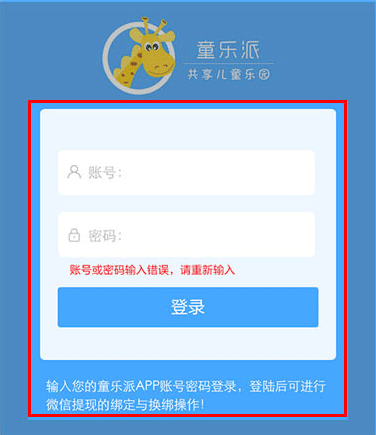 童乐派
共享儿童乐园
账号：
密码：
账号或密码输入错误，请重新输入
登录
输入您的童乐派APP账号密码登录，登陆后可进行
微信提现的绑定与换绑操作！